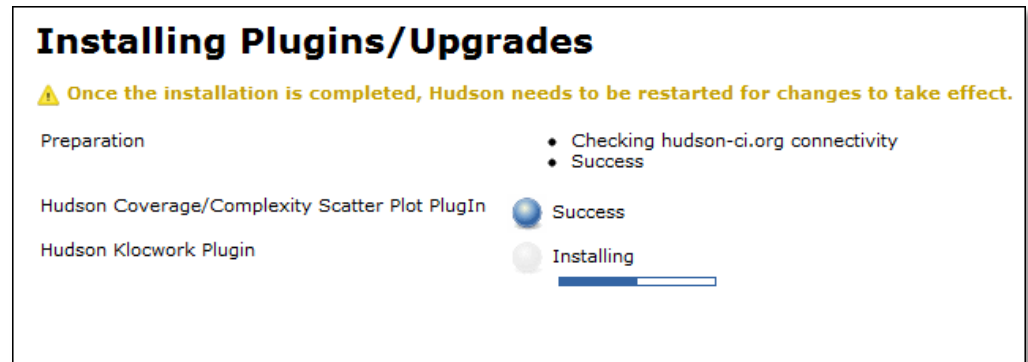 Installing Plugins/Upgrades
Once the installation is completed, Hudson needs to be restarted for changes to take effect.
Preparation
• Checking hudson-ci.org connectivity
• Success
Hudson Coverage/Complexity Scatter Plot PlugIn
Success
Hudson Klocwork Plugin
Installing